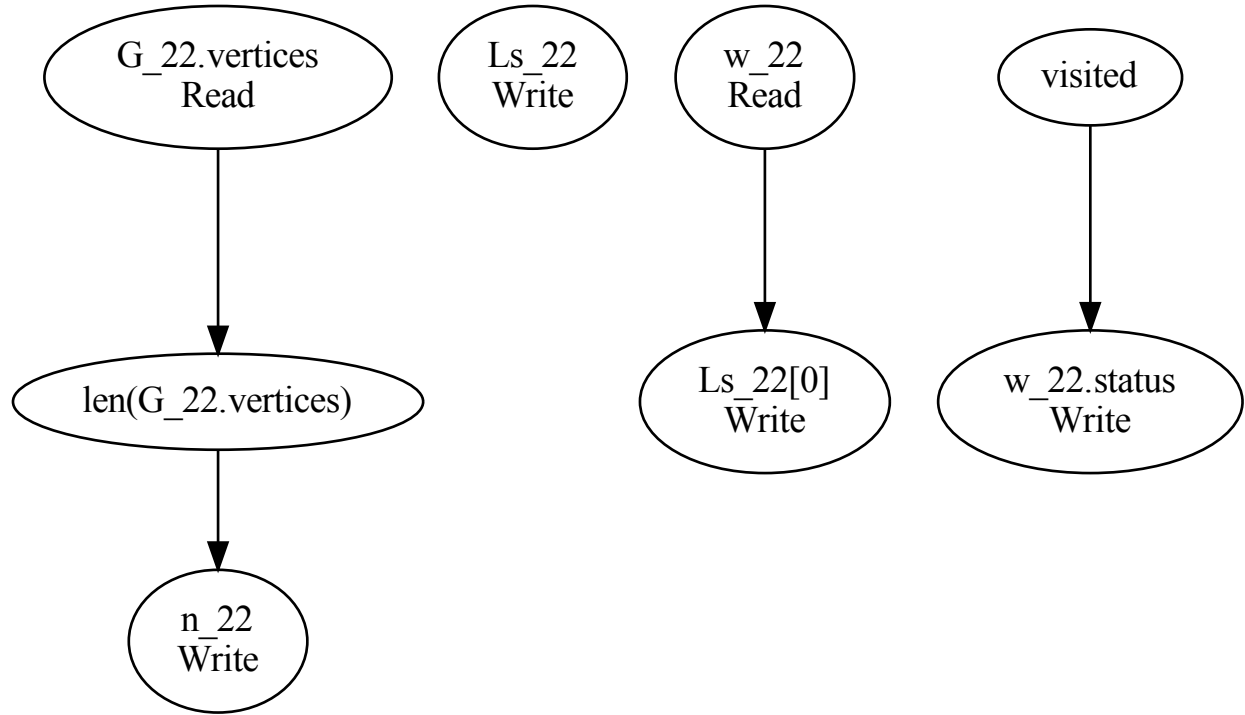 G_22.vertices
Read
Ls_22
Write
w_22
Read
visited
len(G_22.vertices)
Ls_22[0]
Write
w_22.status
Write
n_22
Write